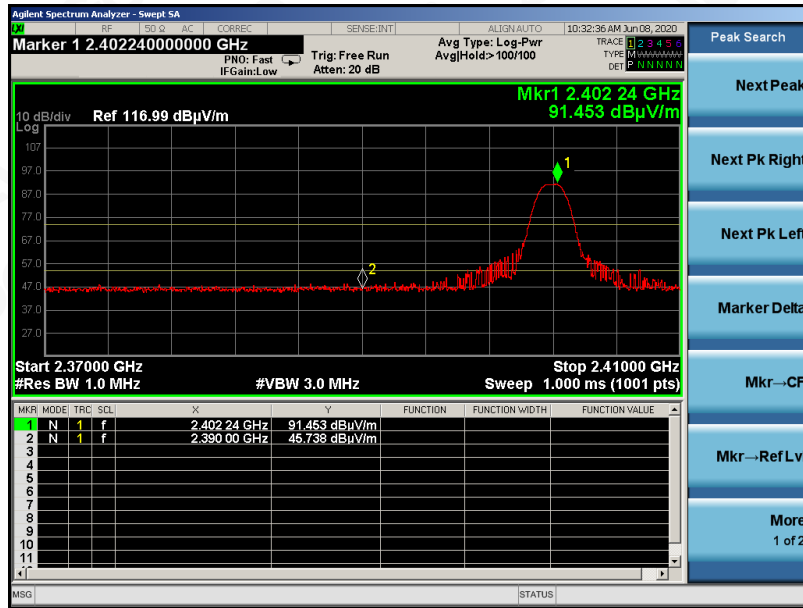 Agilent Spectrum Analyzer - Swept SA
LXI RF 50 Ω AC CORREC SENSE:INT ALIGN AUTO 10:32:36 AM Jun 08, 2020
Marker 1 2.402240000000 GHz
PNO: Fast
IFGain:Low
Trig: Free Run
Atten: 20 dB
Avg Type: Log-Pwr
Avg|Hold:>100/100
TRACE 1 2 3 4 5 6
TYPE M
DET P N N N N N
Peak Search
Next Peak
Next Pk Right
Next Pk Left
Marker Delta
Mkr→CF
Mkr→Ref Lv
More
1 of 2
Mkr1 2.402 24 GHz
91.453 dBµV/m
10 dB/div Ref 116.99 dBµV/m
Log
107
97.0
87.0
77.0
67.0
57.0
47.0
37.0
27.0
1
2
Start 2.37000 GHz Stop 2.41000 GHz
#Res BW 1.0 MHz #VBW 3.0 MHz Sweep 1.000 ms (1001 pts)
MKR MODE TRC SCL X Y FUNCTION FUNCTION WIDTH FUNCTION VALUE
1 N 1 f 2.402 24 GHz 91.453 dBµV/m
2 N 1 f 2.390 00 GHz 45.738 dBµV/m
3
4
5
6
7
8
9
10
11
MSG STATUS